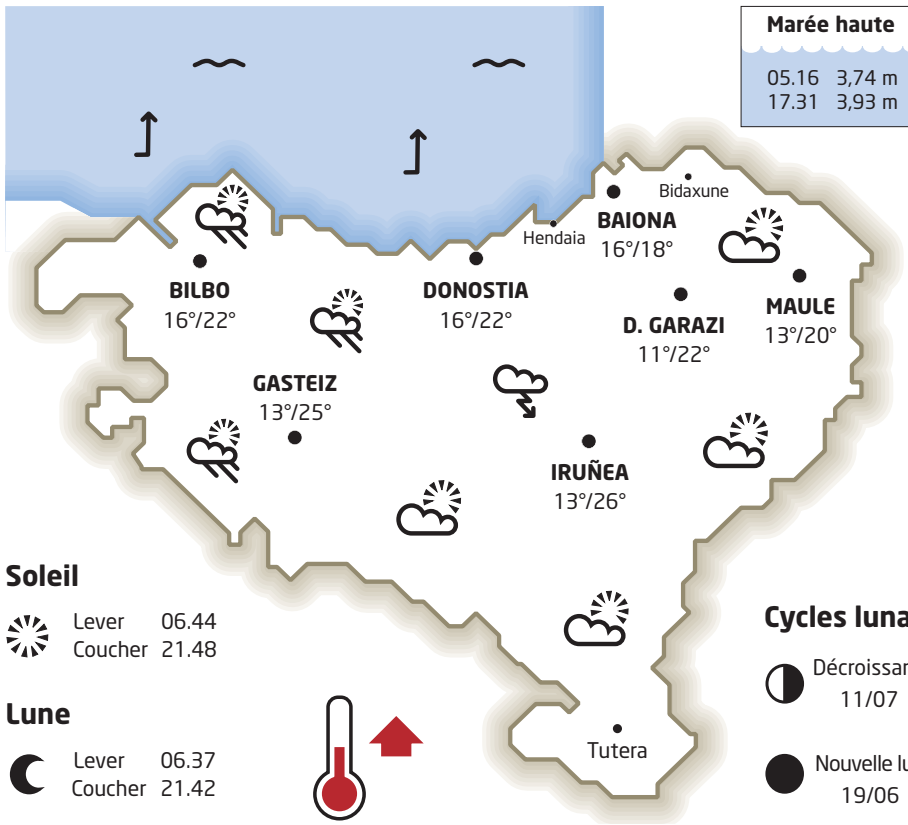 Marée haute
05.16 3,74 m
17.31 3,93 m
Bidaxune
BAIONA
16°/18°
Hendaia
BILBO
16°/22°
DONOSTIA
16°/22°
MAULE
13°/20°
D. GARAZI
11°/22°
GASTEIZ
13°/25°
IRUÑEA
13°/26°
Tutera
Soleil
Lever 06.44
Coucher 21.48
Lune
Lever 06.37
Coucher 21.42
Cycles luna
Décroissan
11/07
Nouvelle lu
19/06